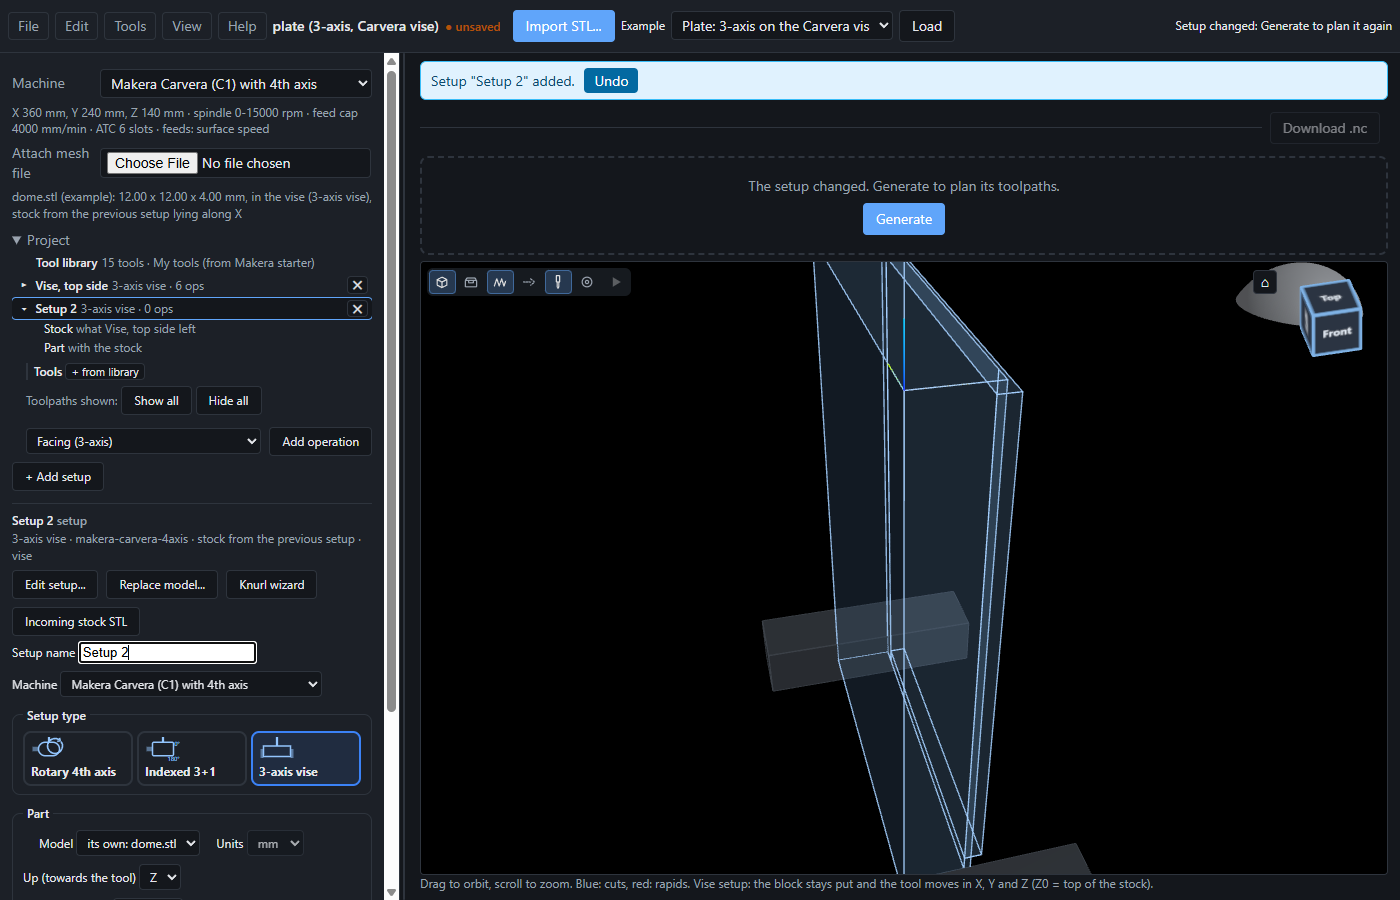 File Edit Tools View Help plate (3-axis, Carvera vise) • unsaved Import STL... Example Plate: 3-axis on the Carvera vis Load Setup changed: Generate to plan it again
Machine Makera Carvera (C1) with 4th axis
X 360 mm, Y 240 mm, Z 140 mm · spindle 0-15000 rpm · feed cap
4000 mm/min · ATC 6 slots · feeds: surface speed
Attach mesh
file
Choose File No file chosen
dome.stl (example): 12.00 x 12.00 x 4.00 mm, in the vise (3-axis vise),
stock from the previous setup lying along X
Project
Tool library 15 tools · My tools (from Makera starter)
Vise, top side 3-axis vise · 6 ops
Setup 2 3-axis vise · 0 ops
Stock what Vise, top side left
Part with the stock
Tools + from library
Toolpaths shown: Show all Hide all
Facing (3-axis) Add operation
+ Add setup
Setup 2 setup
3-axis vise · makera-carvera-4axis · stock from the previous setup ·
vise
Edit setup... Replace model... Knurl wizard
Incoming stock STL
Setup name Setup 2
Machine Makera Carvera (C1) with 4th axis
Setup type
180°
Rotary 4th axis Indexed 3+1 3-axis vise
Part
Model its own: dome.stl Units mm
Up (towards the tool) Z
Setup "Setup 2" added. Undo
Download .nc
The setup changed. Generate to plan its toolpaths.
Generate
Top
Front
Drag to orbit, scroll to zoom. Blue: cuts, red: rapids. Vise setup: the block stays put and the tool moves in X, Y and Z (Z0 = top of the stock).